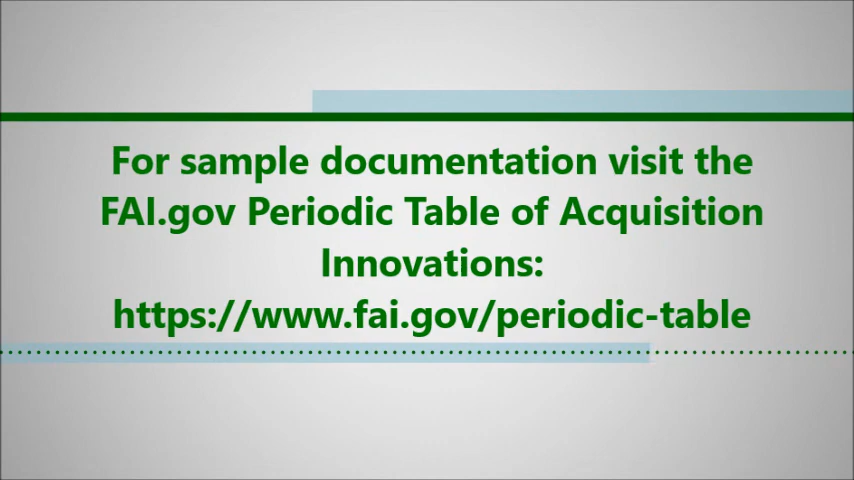 For sample documentation visit the
FAI.gov Periodic Table of Acquisition
Innovations:
https://www.fai.gov/periodic-table